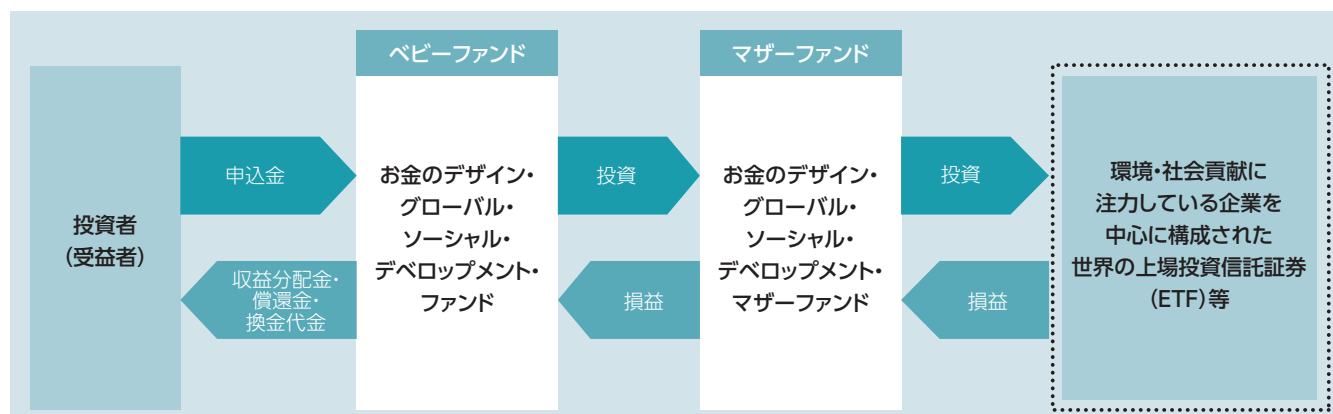 ベビーファンド
マザーファンド
投資者
(受益者)
申込金
収益分配金・
償還金・
換金代金
お金のデザイン・
グローバル・
ソーシャル・
デベロップメント・
ファンド
投資
損益
お金のデザイン・
グローバル・
ソーシャル・
デベロップメント・
マザーファンド
投資
損益
環境・社会貢献に
注力している企業を
中心に構成された
世界の上場投資信託証券
(ETF)等